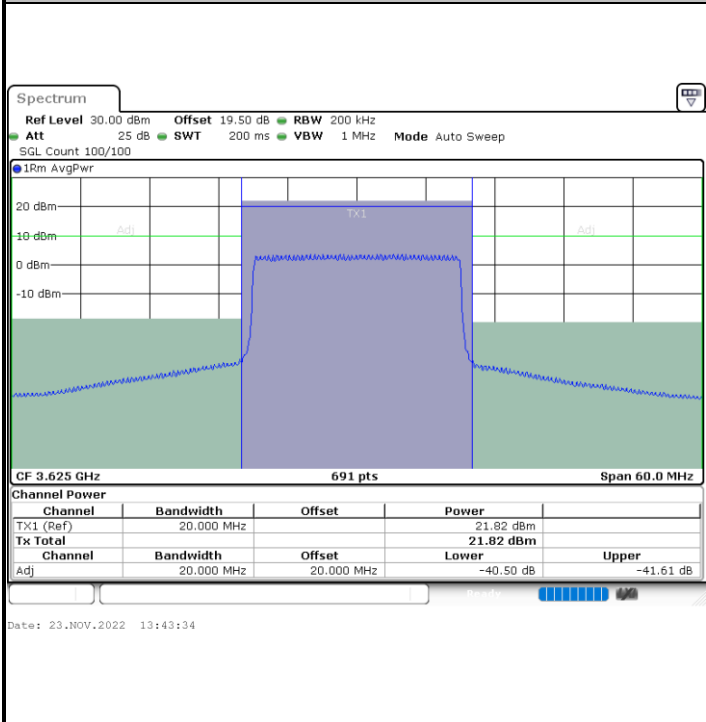 Spectrum
Ref Level 30.00 dBm Offset 19.50 dB RBW 200 kHz
Att 25 dB SWT 200 ms VBW 1 MHz Mode Auto Sweep
SGL Count 100/100
1Rm AvgPwr
20 dBm
TX1
Adj
10 dBm
Adj
0 dBm
-10 dBm
CF 3.625 GHz 691 pts Span 60.0 MHz
Channel Power
Channel Bandwidth Offset Power
TX1 (Ref) 20.000 MHz 21.82 dBm
Tx Total 21.82 dBm
Channel Bandwidth Offset Lower Upper
Adj 20.000 MHz 20.000 MHz -40.50 dB -41.61 dB
Ready
Date: 23.NOV.2022 13:43:34